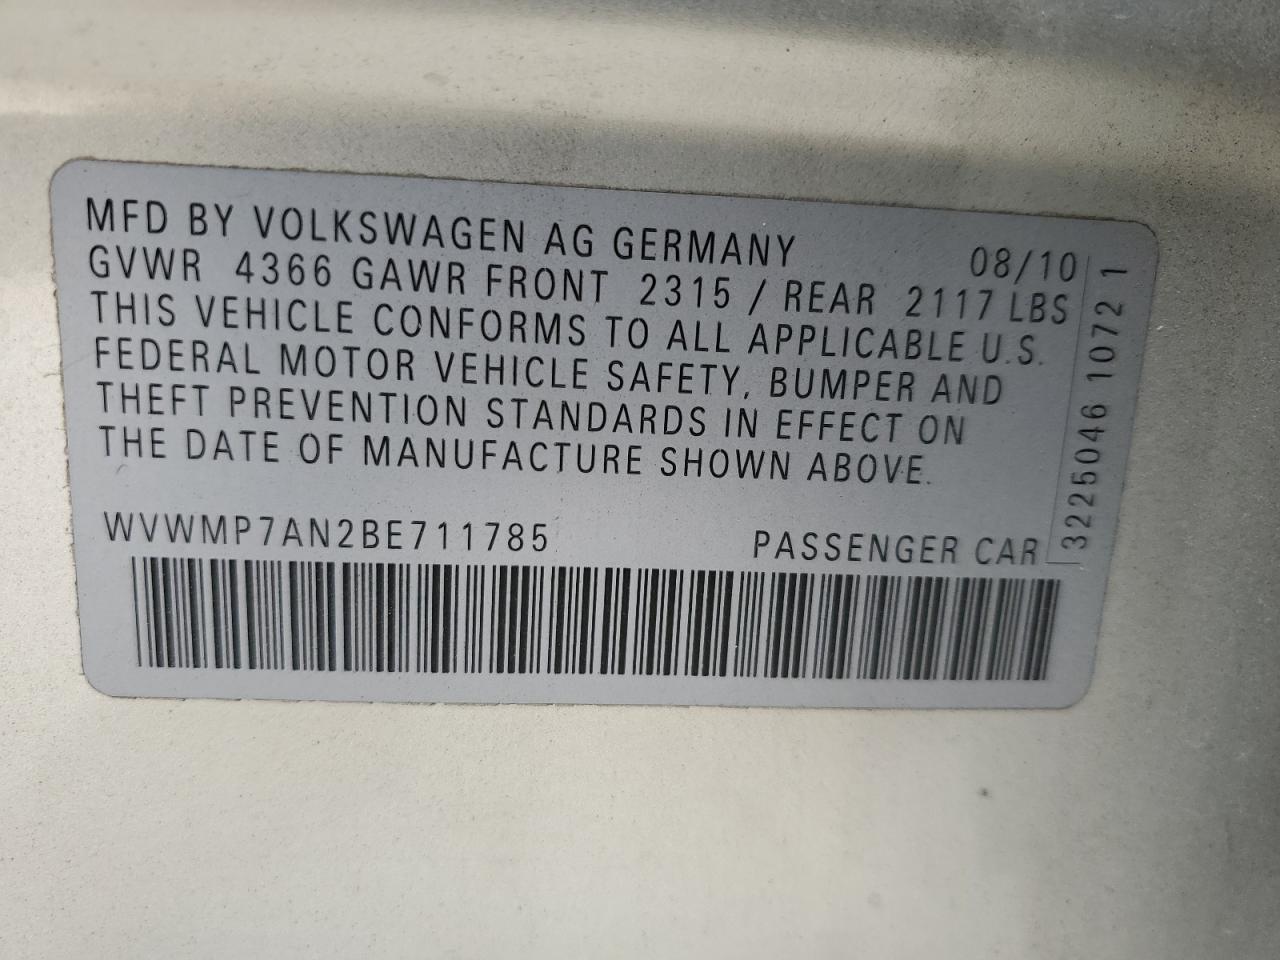 MFD BY VOLKSWAGEN AG GERMANY 08/10
GVWR 4366 GAWR FRONT 2315 / REAR 2117 LBS
THIS VEHICLE CONFORMS TO ALL APPLICABLE U.S.
FEDERAL MOTOR VEHICLE SAFETY, BUMPER AND
THEFT PREVENTION STANDARDS IN EFFECT ON
THE DATE OF MANUFACTURE SHOWN ABOVE.
WVWMP7AN2BE711785 PASSENGER CAR
32250046 1072 1